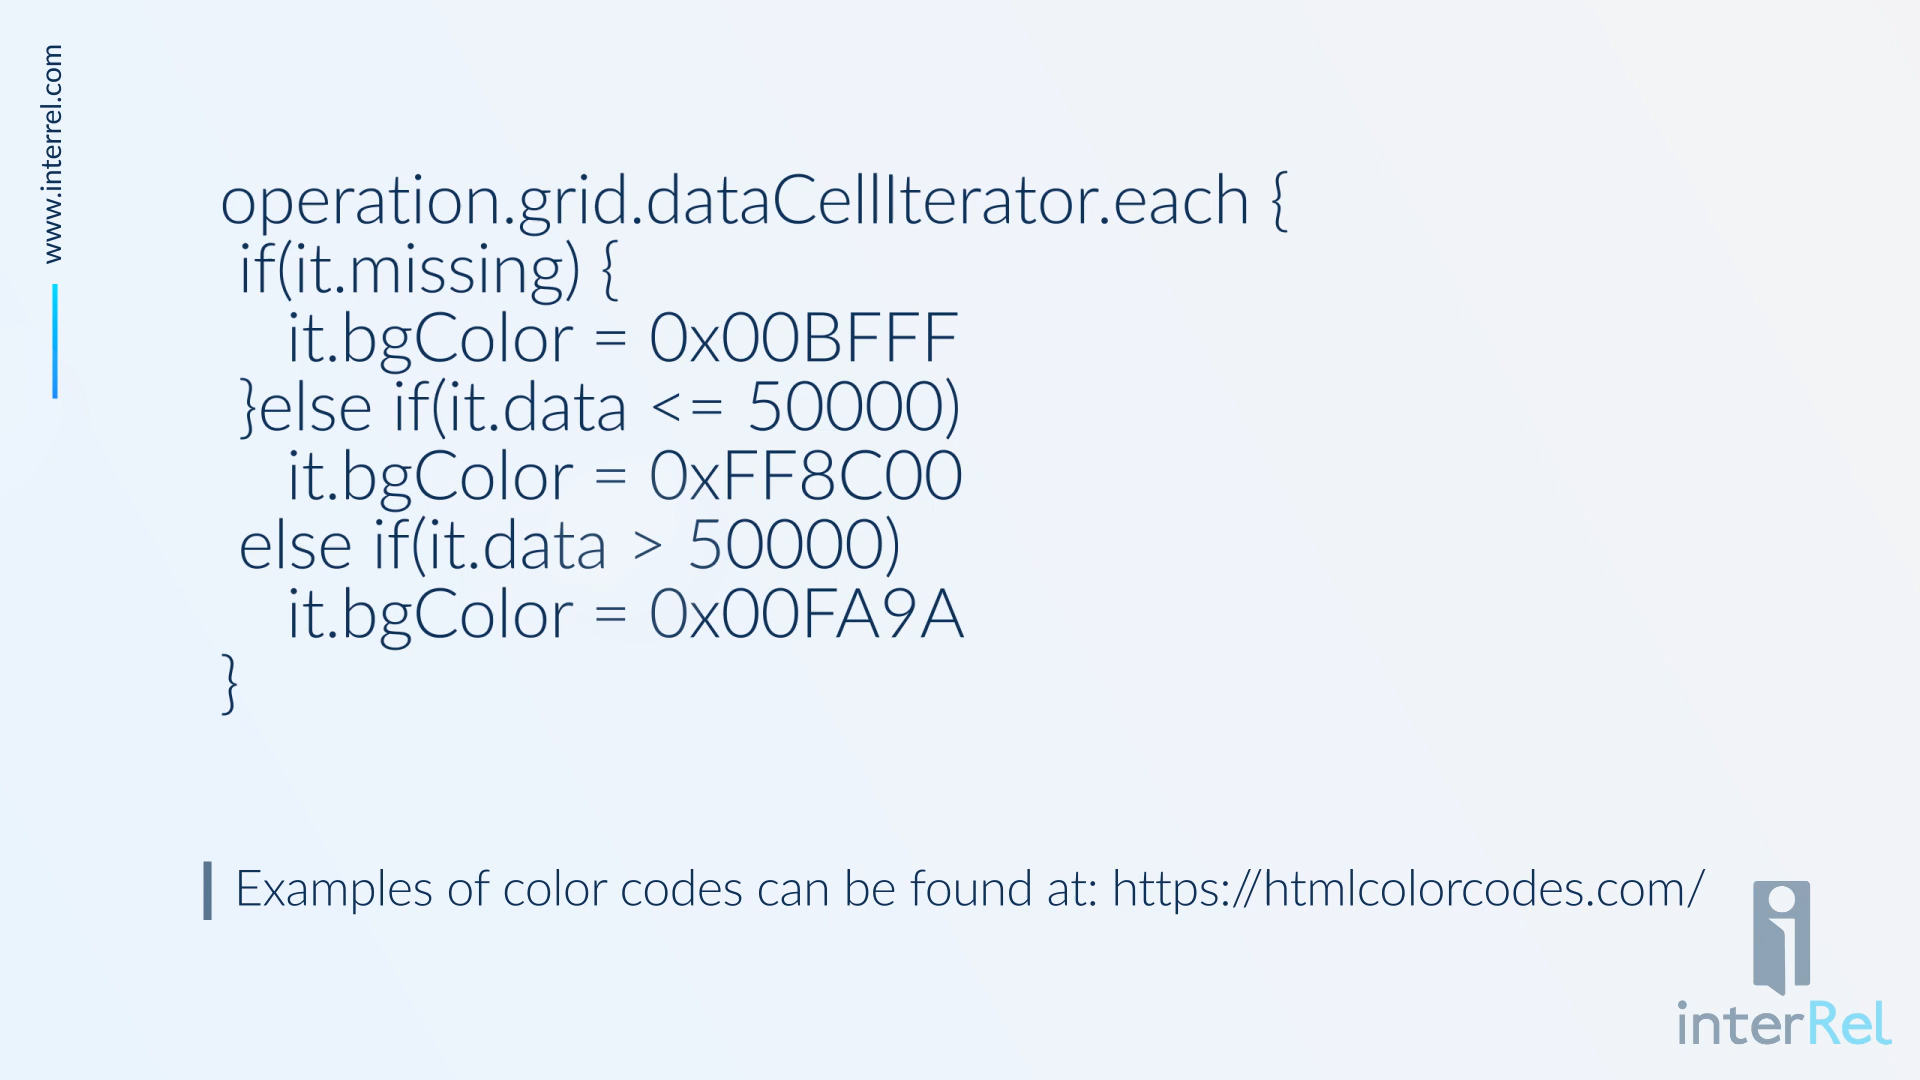 www.interrel.com
operation.grid.dataCellIterator.each {
if(it.missing) {
it.bgColor = 0x00BFFF
}else if(it.data <= 50000)
it.bgColor = 0xFF8C00
else if(it.data > 50000)
it.bgColor = 0x00FA9A
}
Examples of color codes can be found at: https://htmlcolorcodes.com/
interRel